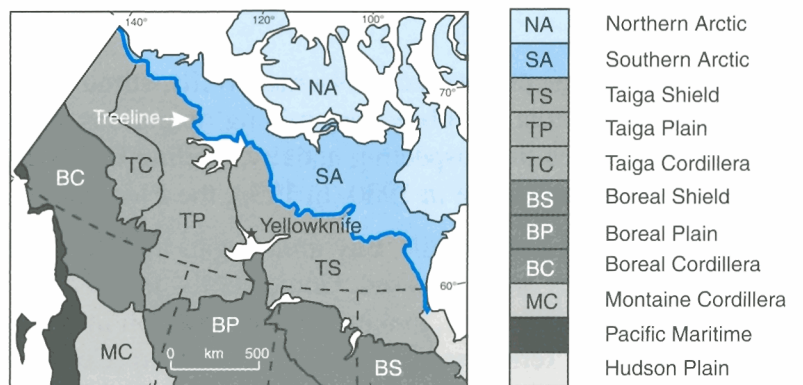 140°
120°
100°
NA
70°
Treeline
SA
BC
TC
TP
Yellowknife
TS
60°
BP
MC
0 km 500
BS
NA Northern Arctic
SA Southern Arctic
TS Taiga Shield
TP Taiga Plain
TC Taiga Cordillera
BS Boreal Shield
BP Boreal Plain
BC Boreal Cordillera
MC Montaine Cordillera
Pacific Maritime
Hudson Plain